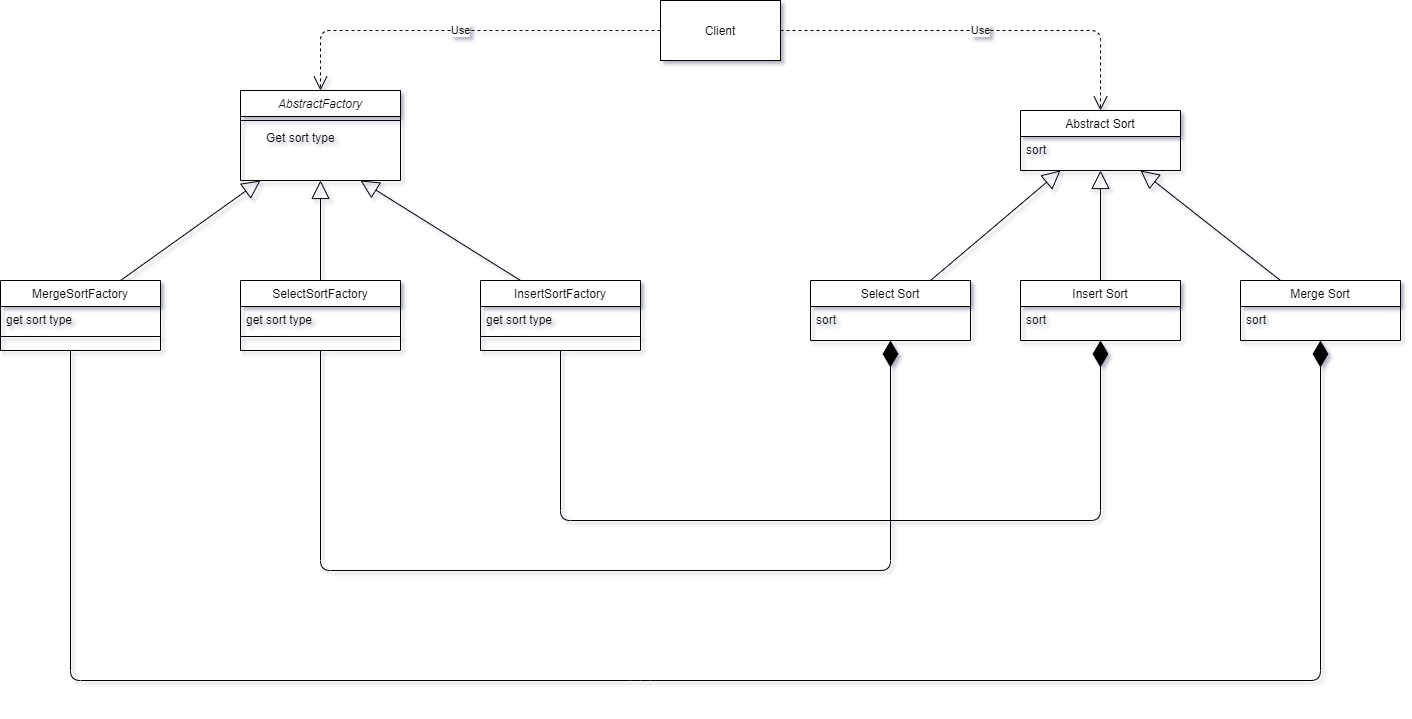 Client
Use
Use
AbstractFactory
Get sort type
Abstract Sort
sort
MergeSortFactory
get sort type
SelectSortFactory
get sort type
InsertSortFactory
get sort type
Select Sort
sort
Insert Sort
sort
Merge Sort
sort